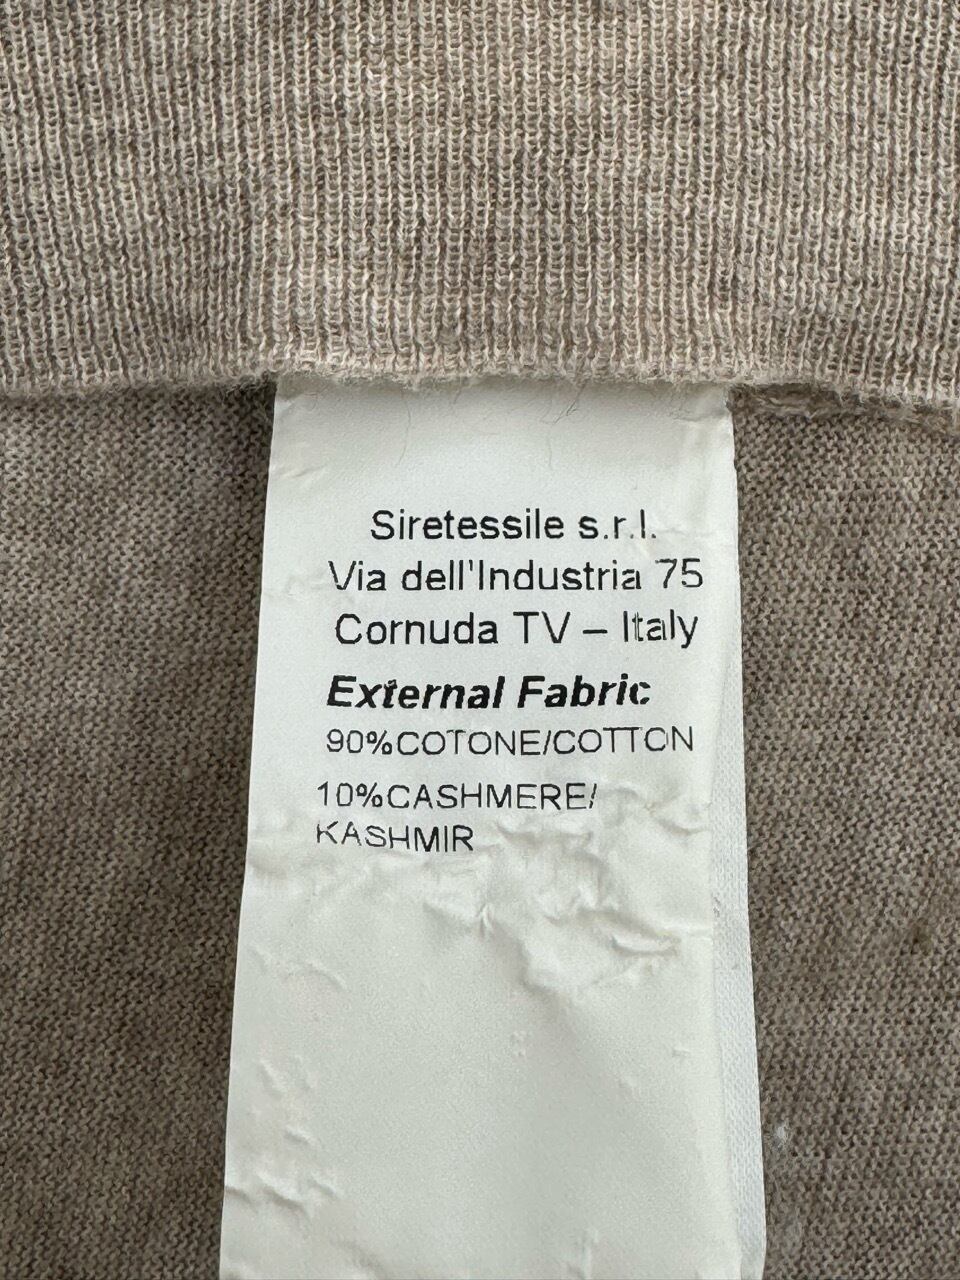 Siretessile s.r.l.
Via dell'Industria 75
Cornuda TV – Italy
External Fabric
90%COTONE/COTTON
10%CASHMERE/
KASHMIR